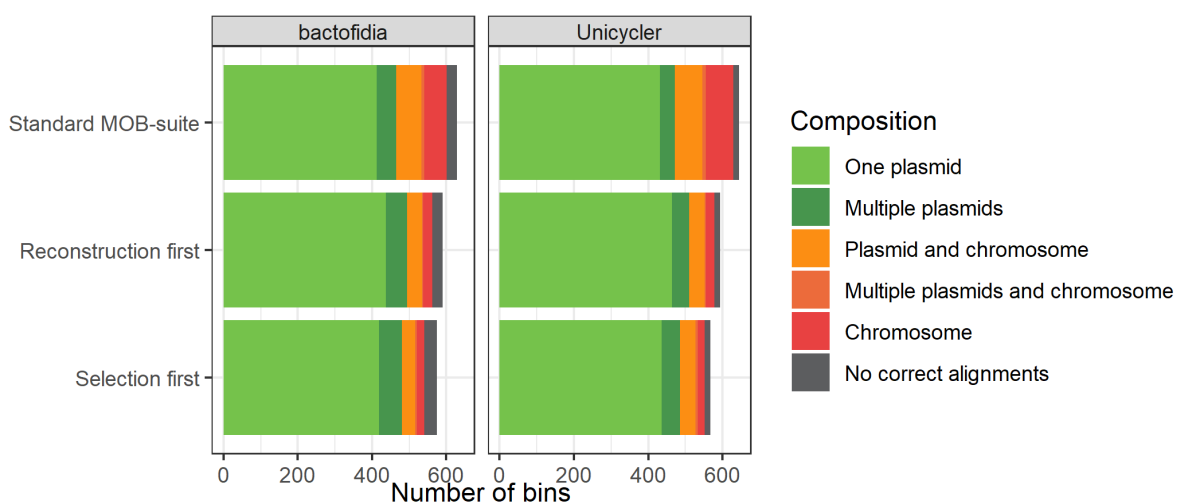 bactofidia
Unicycler
Standard MOB-suite
Reconstruction first
Selection first
0
200
400
600
0
200
400
600
Number of bins
Composition
One plasmid
Multiple plasmids
Plasmid and chromosome
Multiple plasmids and chromosome
Chromosome
No correct alignments